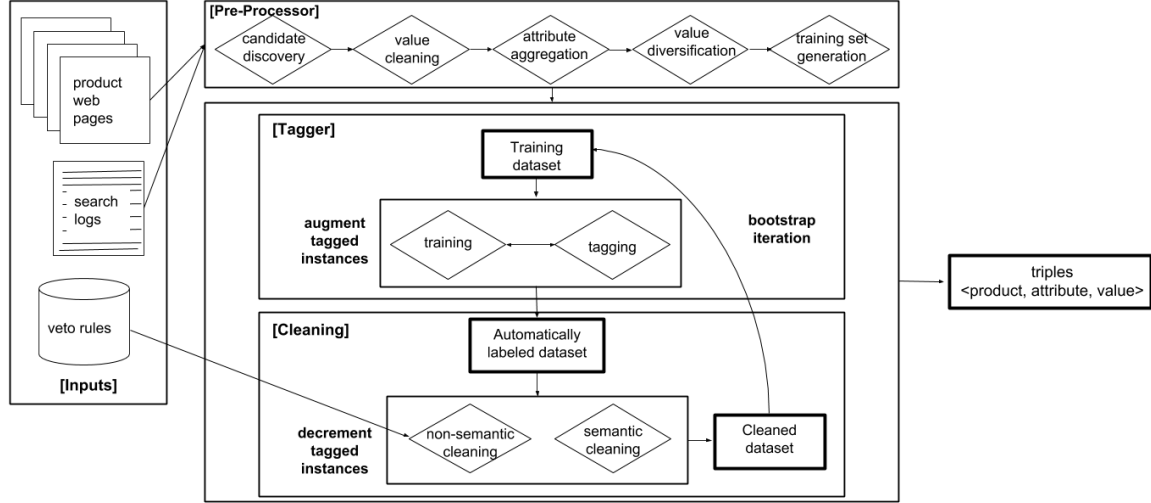 [Pre-Processor]
candidate
discovery
value
cleaning
attribute
aggregation
value
diversification
training set
generation
product
web
pages
search
logs
veto rules
[Inputs]
[Tagger]
Training
dataset
augment
tagged
instances
training
tagging
bootstrap
iteration
[Cleaning]
Automatically
labeled dataset
decrement
tagged
instances
non-semantic
cleaning
semantic
cleaning
Cleaned
dataset
triples
<product, attribute, value>